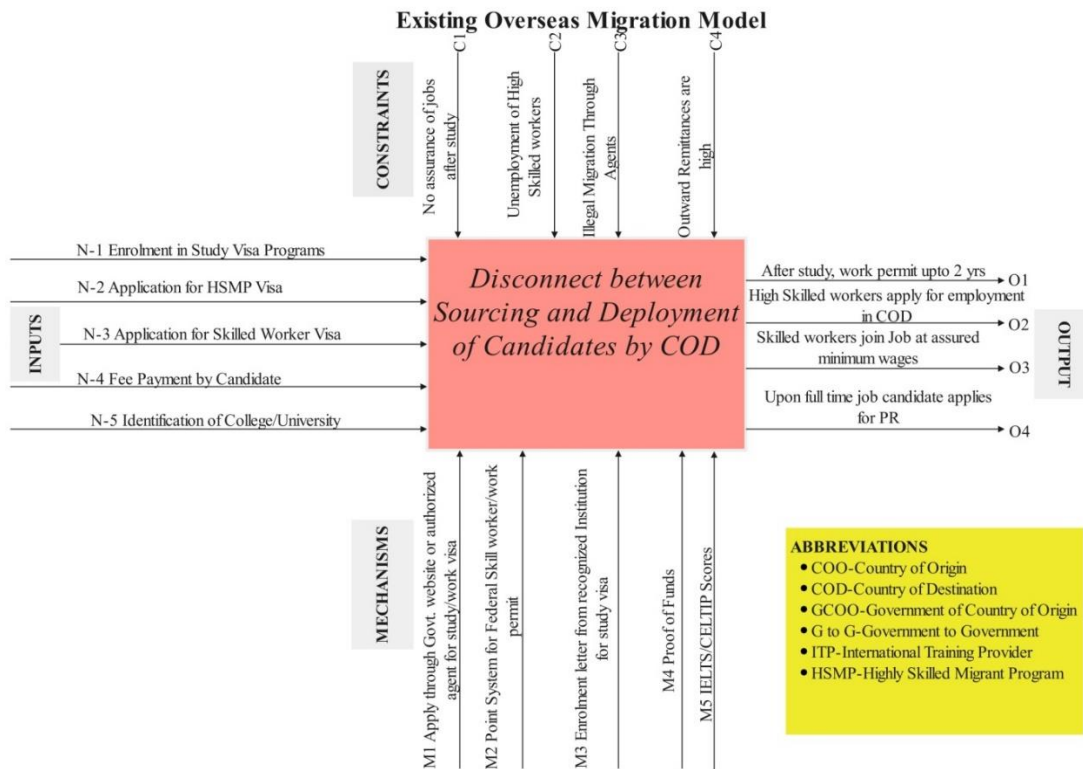 Existing Overseas Migration Model
CONSTRAINTS
C1
No assurance of jobs
after study
C2
Unemployment of High
Skilled workers
C3
Illegal Migration Through
Agents
C4
Outward Remittances are
high
INPUTS
N-1 Enrolment in Study Visa Programs
N-2 Application for HSMP Visa
N-3 Application for Skilled Worker Visa
N-4 Fee Payment by Candidate
N-5 Identification of College/University
Disconnect between
Sourcing and Deployment
of Candidates by COD
After study, work permit upto 2 yrs
O1
High Skilled workers apply for employment
in COD
O2
Skilled workers join Job at assured
minimum wages
O3
Upon full time job candidate applies
for PR
O4
OUTPUT
MECHANISMS
M1 Apply through Govt. website or authorized
agent for study/work visa
M2 Point System for Federal Skill worker/work
permit
M3 Enrolment letter from recognized Institution
for study visa
M4 Proof of Funds
M5 IELTS/CELTIP Scores
ABBREVIATIONS
• COO-Country of Origin
• COD-Country of Destination
• GCOO-Government of Country of Origin
• G to G-Government to Government
• ITP-International Training Provider
• HSMP-Highly Skilled Migrant Program